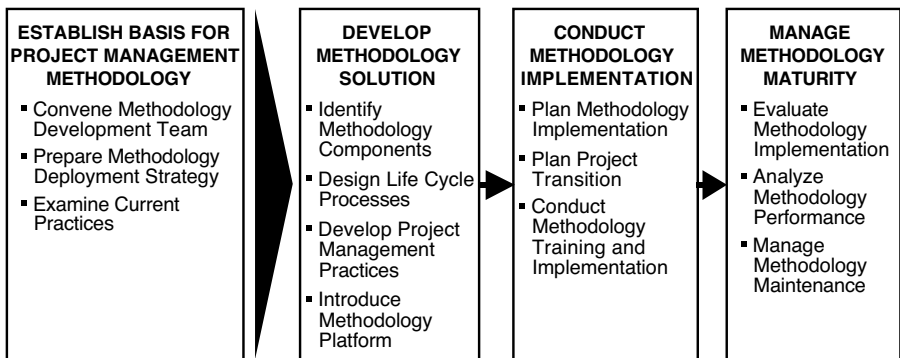 ESTABLISH BASIS FOR
PROJECT MANAGEMENT
METHODOLOGY
▪ Convene Methodology
Development Team
▪ Prepare Methodology
Deployment Strategy
▪ Examine Current
Practices
DEVELOP
METHODOLOGY
SOLUTION
▪ Identify
Methodology
Components
▪ Design Life Cycle
Processes
▪ Develop Project
Management
Practices
▪ Introduce
Methodology
Platform
CONDUCT
METHODOLOGY
IMPLEMENTATION
▪ Plan Methodology
Implementation
▪ Plan Project
Transition
▪ Conduct
Methodology
Training and
Implementation
MANAGE
METHODOLOGY
MATURITY
▪ Evaluate
Methodology
Implementation
▪ Analyze
Methodology
Performance
▪ Manage
Methodology
Maintenance